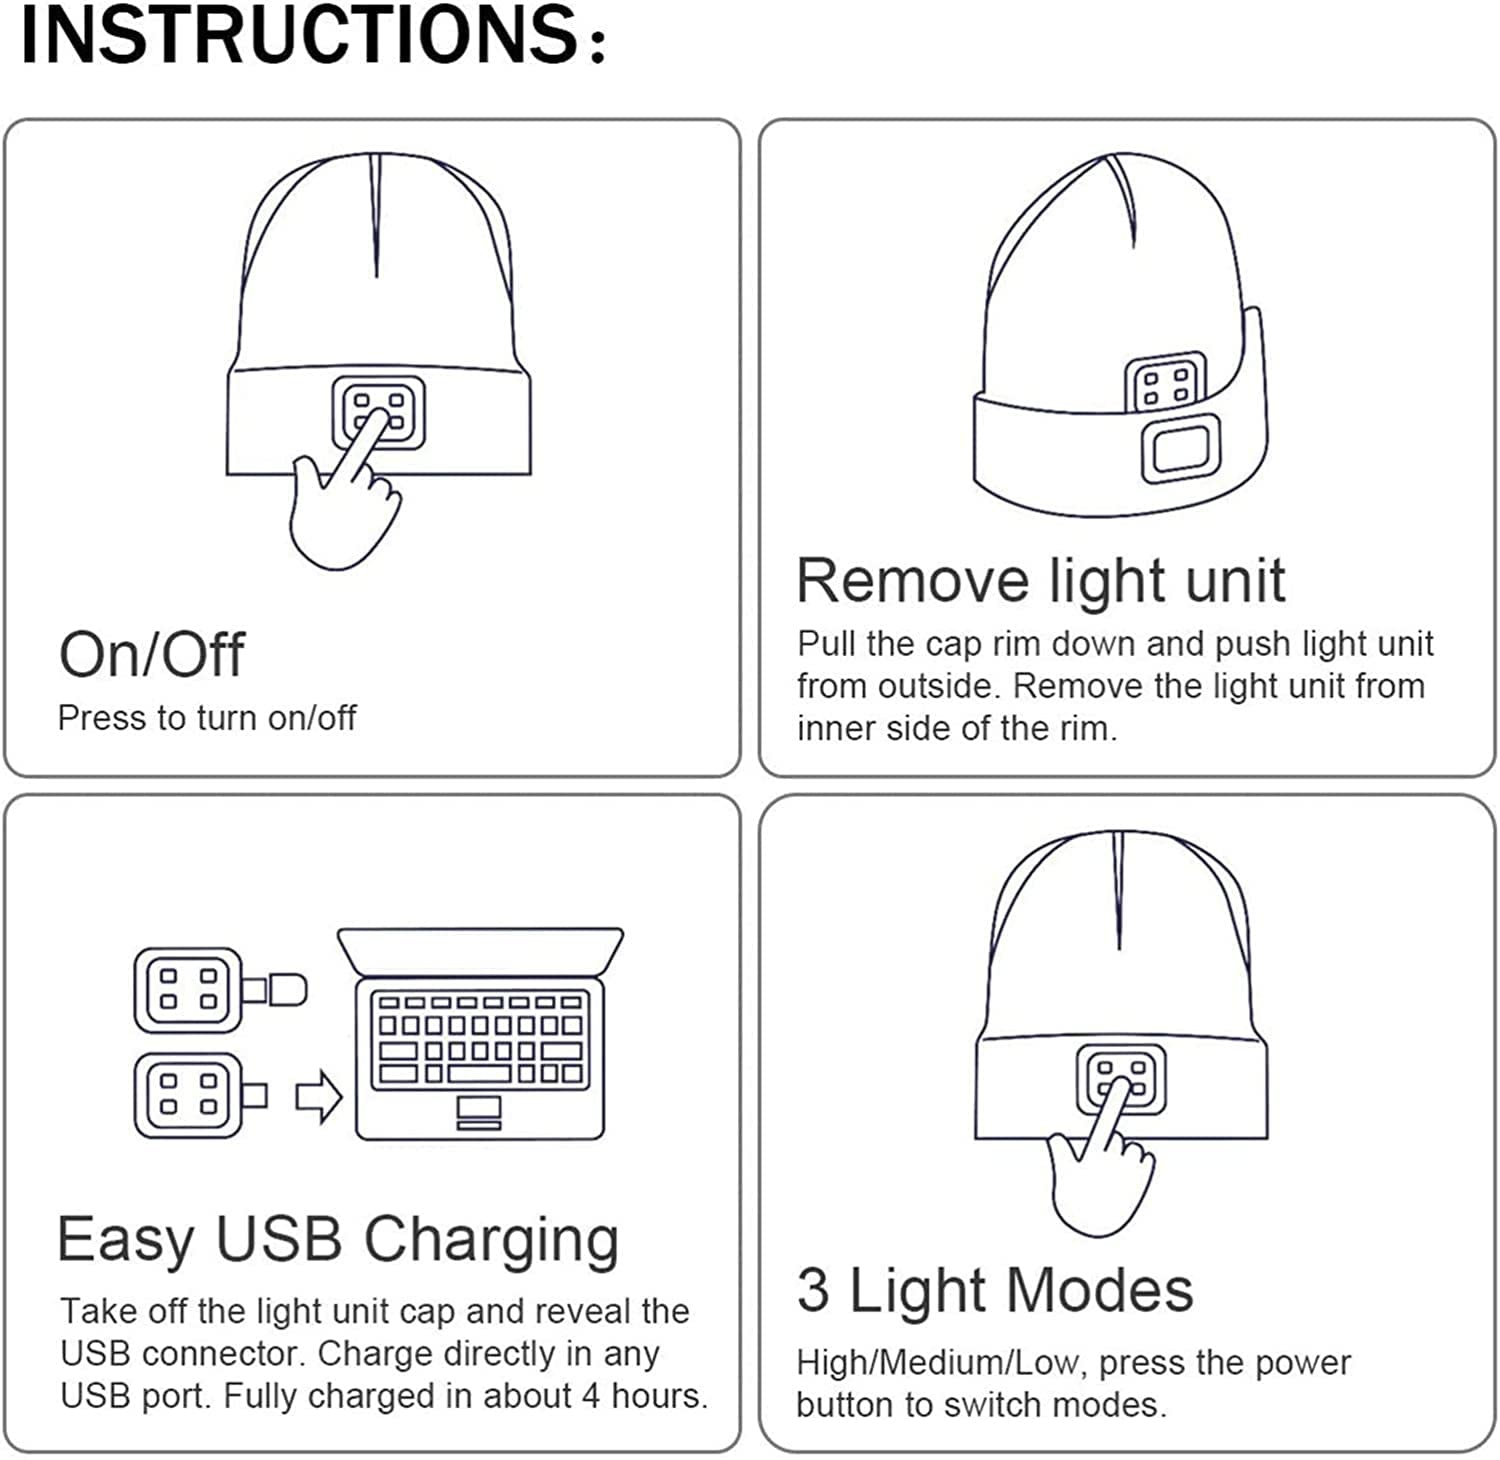 INSTRUCTIONS:
On/Off
Press to turn on/off
Remove light unit
Pull the cap rim down and push light unit
from outside. Remove the light unit from
inner side of the rim.
Easy USB Charging
Take off the light unit cap and reveal the
USB connector. Charge directly in any
USB port. Fully charged in about 4 hours.
3 Light Modes
High/Medium/Low, press the power
button to switch modes.